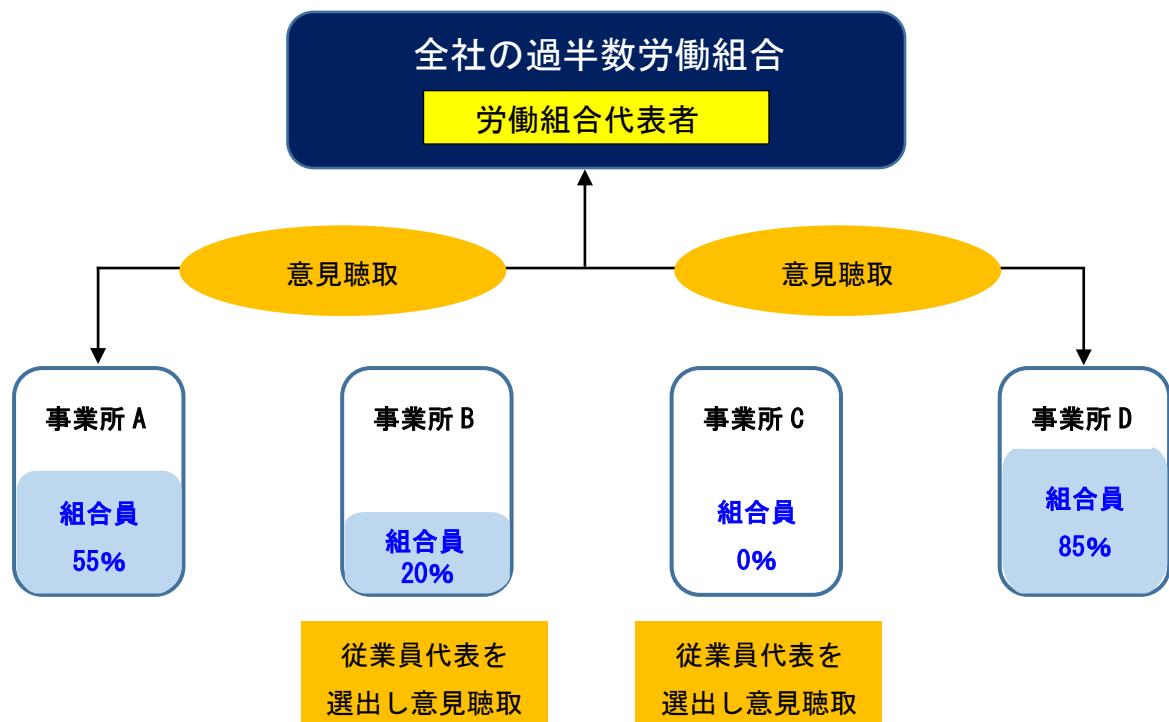 全社の過半数労働組合
労働組合代表者
意見聴取
意見聴取
事業所 A
組合員
55%
事業所 B
組合員
20%
事業所 C
組合員
0%
事業所 D
組合員
85%
従業員代表を
選出し意見聴取
従業員代表を
選出し意見聴取